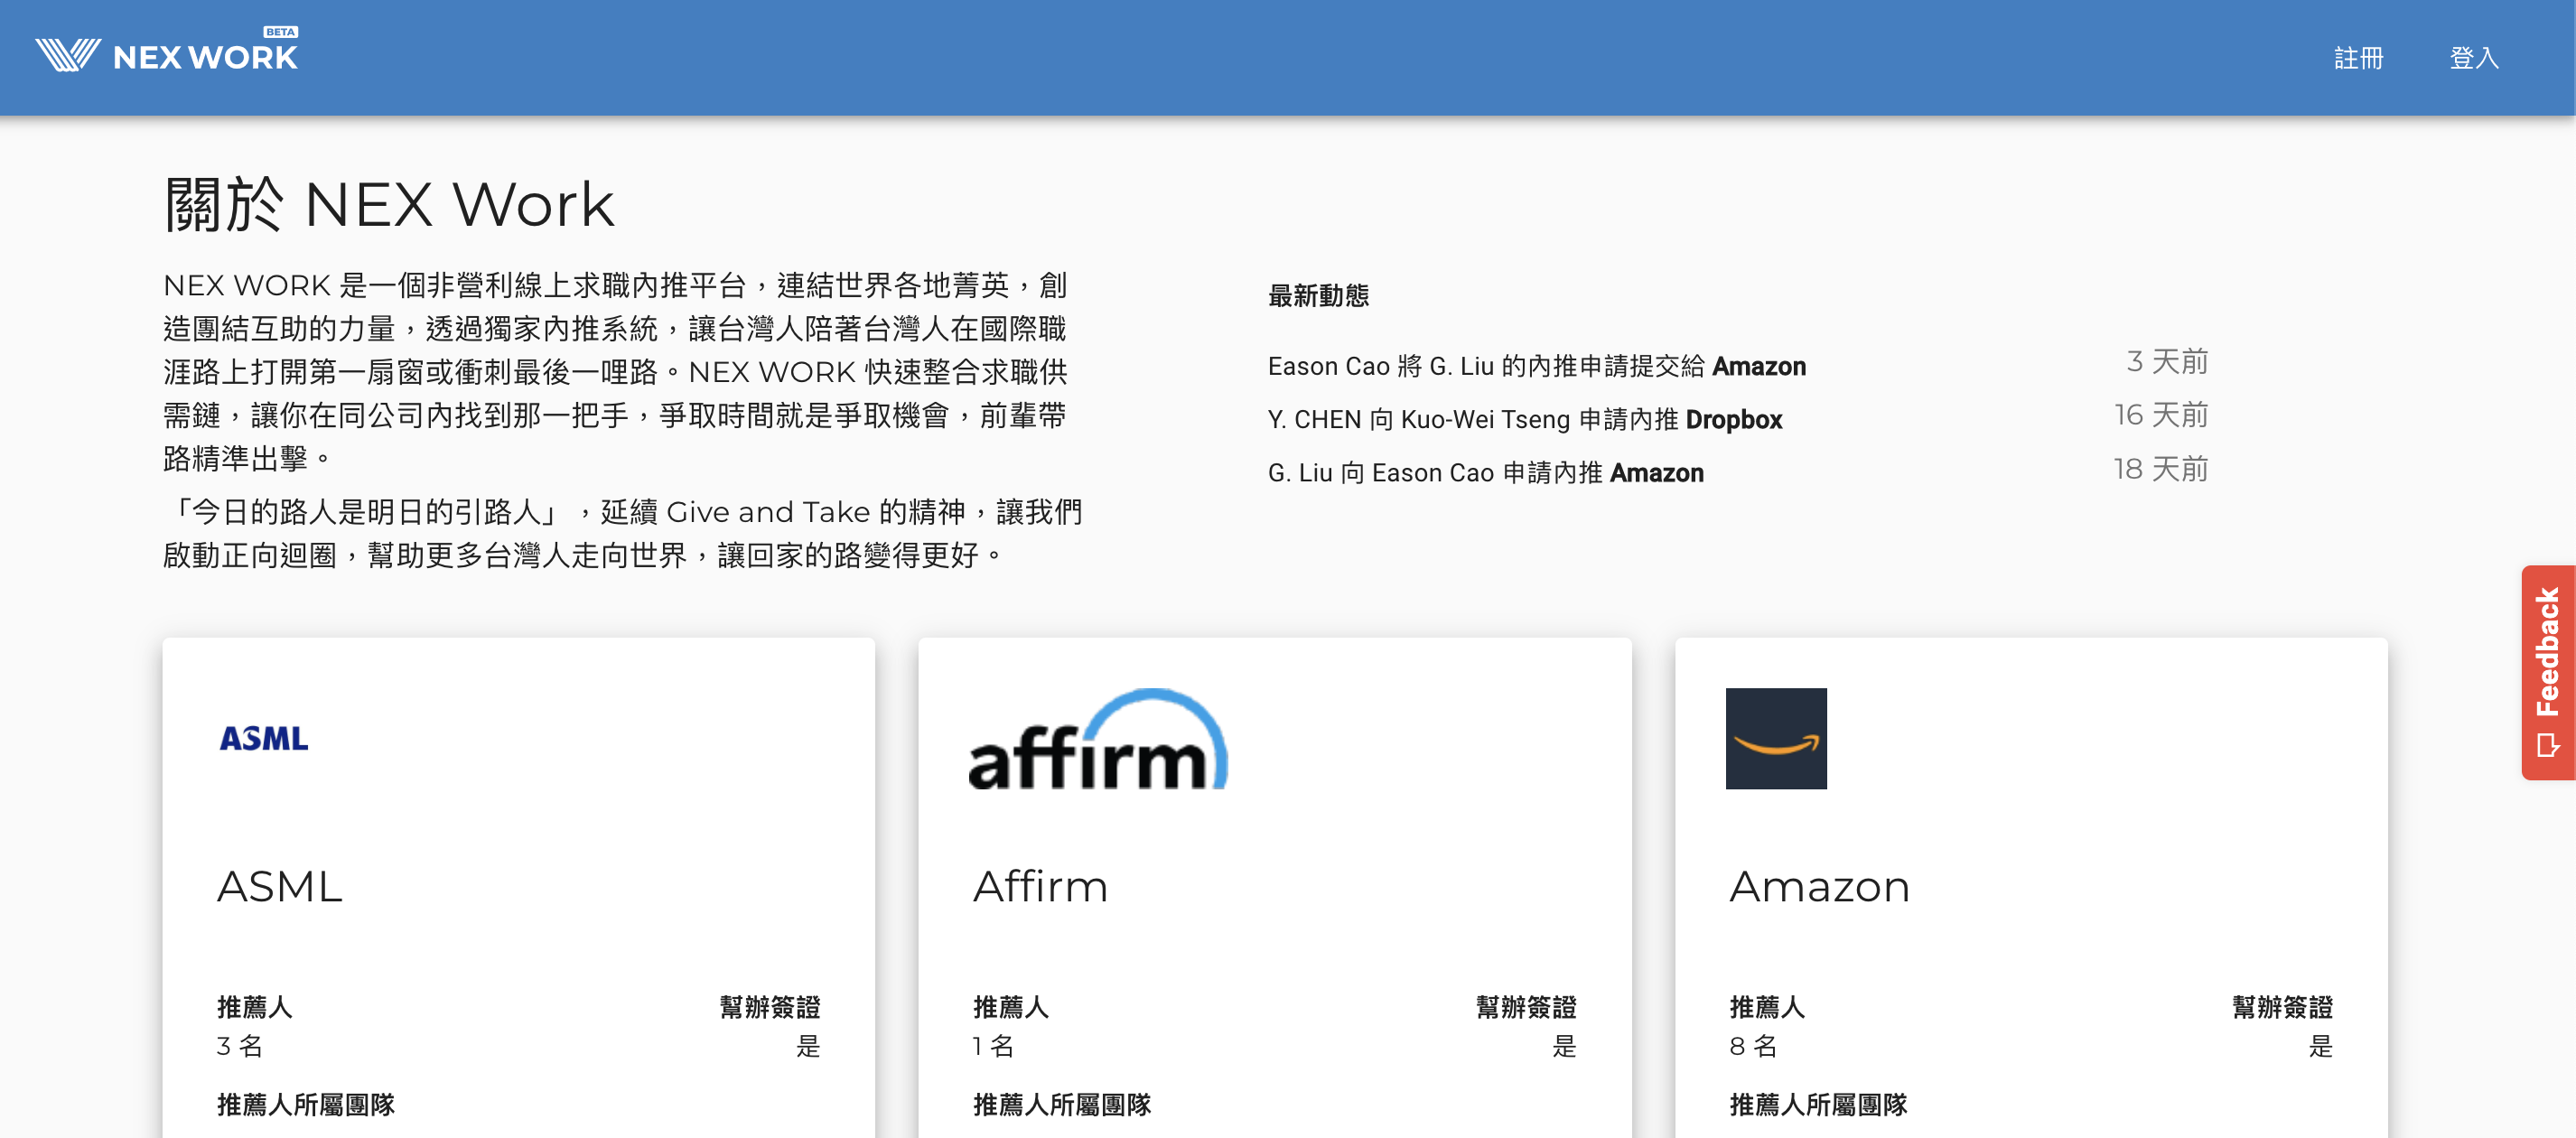 NEX WORK BETA
註冊
登入
關於 NEX Work
NEX WORK 是一個非營利線上求職內推平台，連結世界各地菁英，創
造團結互助的力量，透過獨家內推系統，讓台灣人陪著台灣人在國際職
涯路上打開第一扇窗或衝刺最後一哩路。NEX WORK 快速整合求職供
需鏈，讓你在同公司內找到那一把手，爭取時間就是爭取機會，前輩帶
路精準出擊。
「今日的路人是明日的引路人」，延續 Give and Take 的精神，讓我們
啟動正向迴圈，幫助更多台灣人走向世界，讓回家的路變得更好。
最新動態
Eason Cao 將 G. Liu 的內推申請提交給 Amazon 3 天前
Y. CHEN 向 Kuo-Wei Tseng 申請內推 Dropbox 16 天前
G. Liu 向 Eason Cao 申請內推 Amazon 18 天前
Feedback
ASML
ASML
推薦人 幫辦簽證
3 名 是
推薦人所屬團隊
affirm
Affirm
推薦人 幫辦簽證
1 名 是
推薦人所屬團隊
Amazon
推薦人 幫辦簽證
8 名 是
推薦人所屬團隊